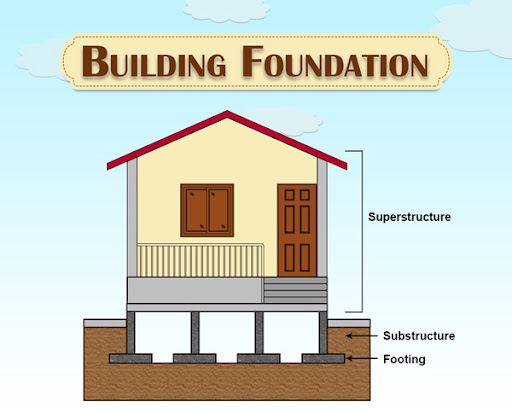 BUILDING FOUNDATION
Superstructure
Substructure
Footing